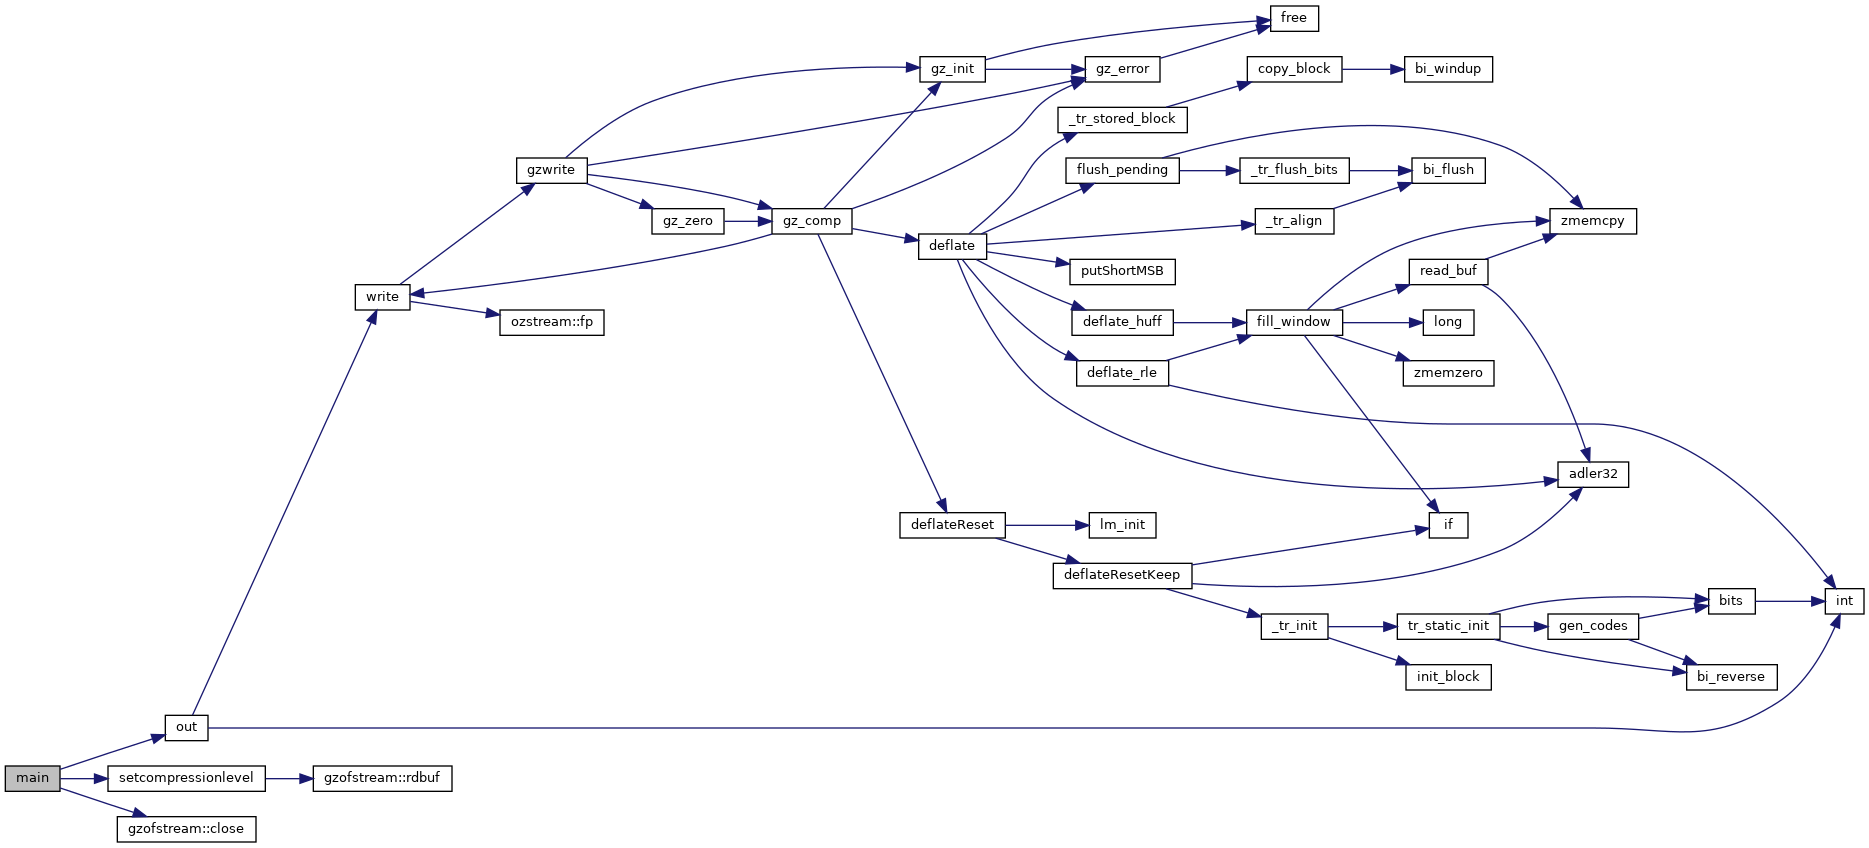 free
gz_init
gz_error
copy_block
bi_windup
_tr_stored_block
gzwrite
flush_pending
_tr_flush_bits
bi_flush
gz_zero
gz_comp
_tr_align
zmemcpy
deflate
putShortMSB
read_buf
write
ozstream::fp
deflate_huff
fill_window
long
deflate_rle
zmemzero
adler32
deflateReset
lm_init
if
deflateResetKeep
bits
int
_tr_init
tr_static_init
gen_codes
init_block
bi_reverse
out
main
setcompressionlevel
gzofstream::rdbuf
gzofstream::close